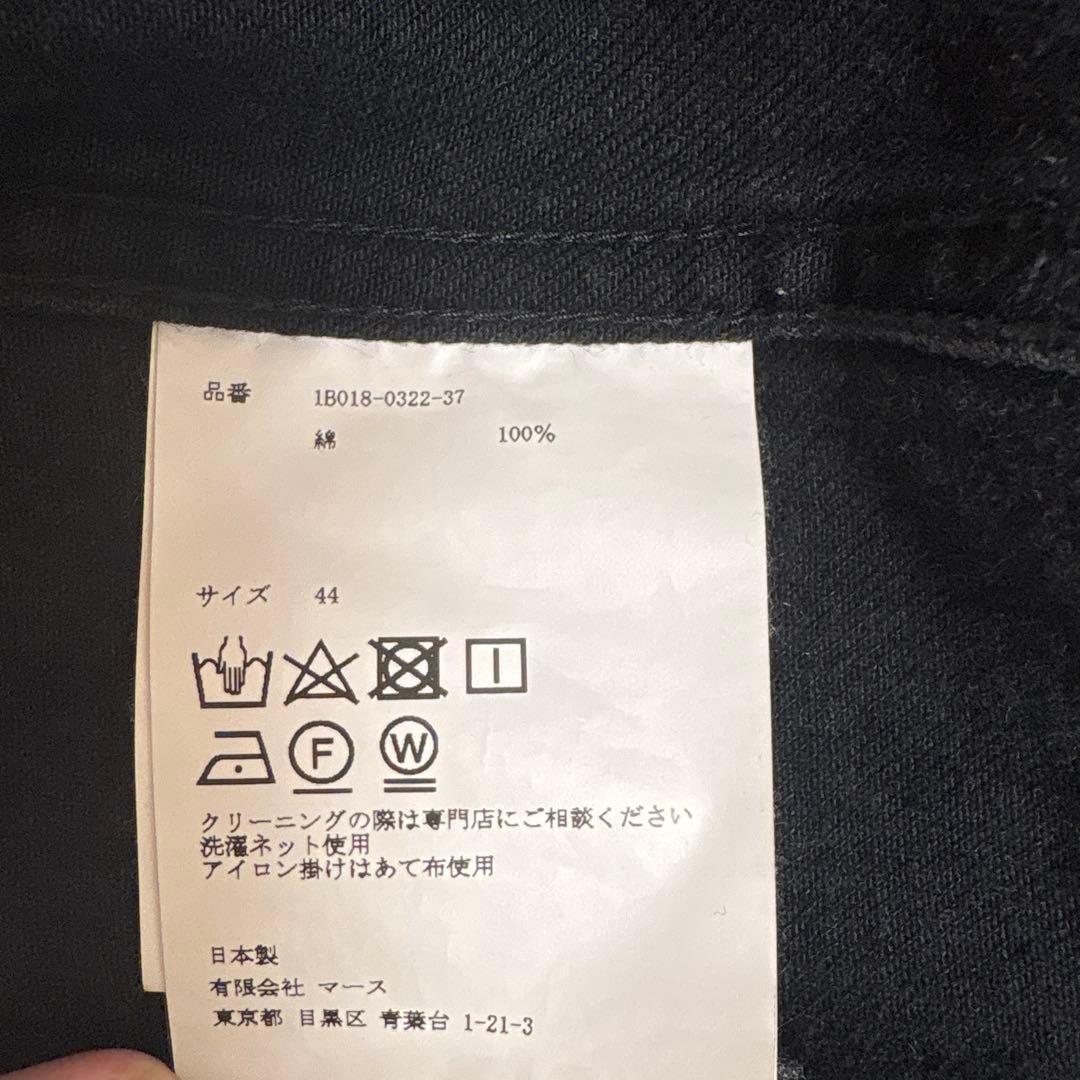 品番 1B018-0322-37
綿 100%
サイズ 44
F W
クリーニングの際は専門店にご相談ください
洗濯ネット使用
アイロン掛けはあて布使用
日本製
有限会社 マース
東京都 目黒区 青葉台 1-21-3